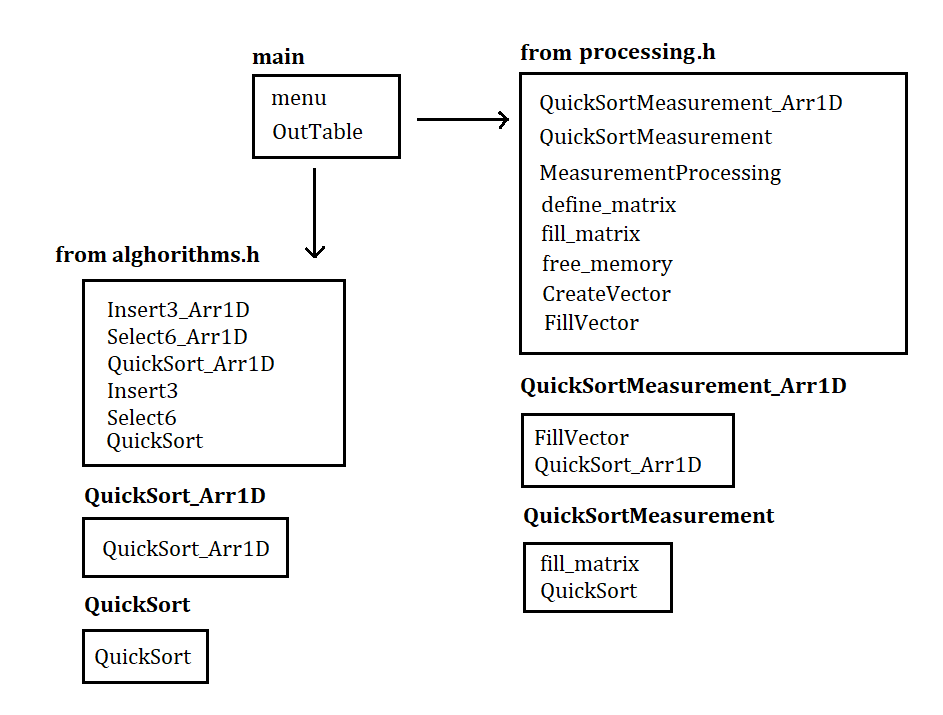 main
menu
OutTable
from processing.h
QuickSortMeasurement_Arr1D
QuickSortMeasurement
MeasurementProcessing
define_matrix
fill_matrix
free_memory
CreateVector
FillVector
from alghorithms.h
Insert3_Arr1D
Select6_Arr1D
QuickSort_Arr1D
Insert3
Select6
QuickSort
QuickSort_Arr1D
QuickSort_Arr1D
QuickSort
QuickSort
QuickSortMeasurement_Arr1D
FillVector
QuickSort_Arr1D
QuickSortMeasurement
fill_matrix
QuickSort